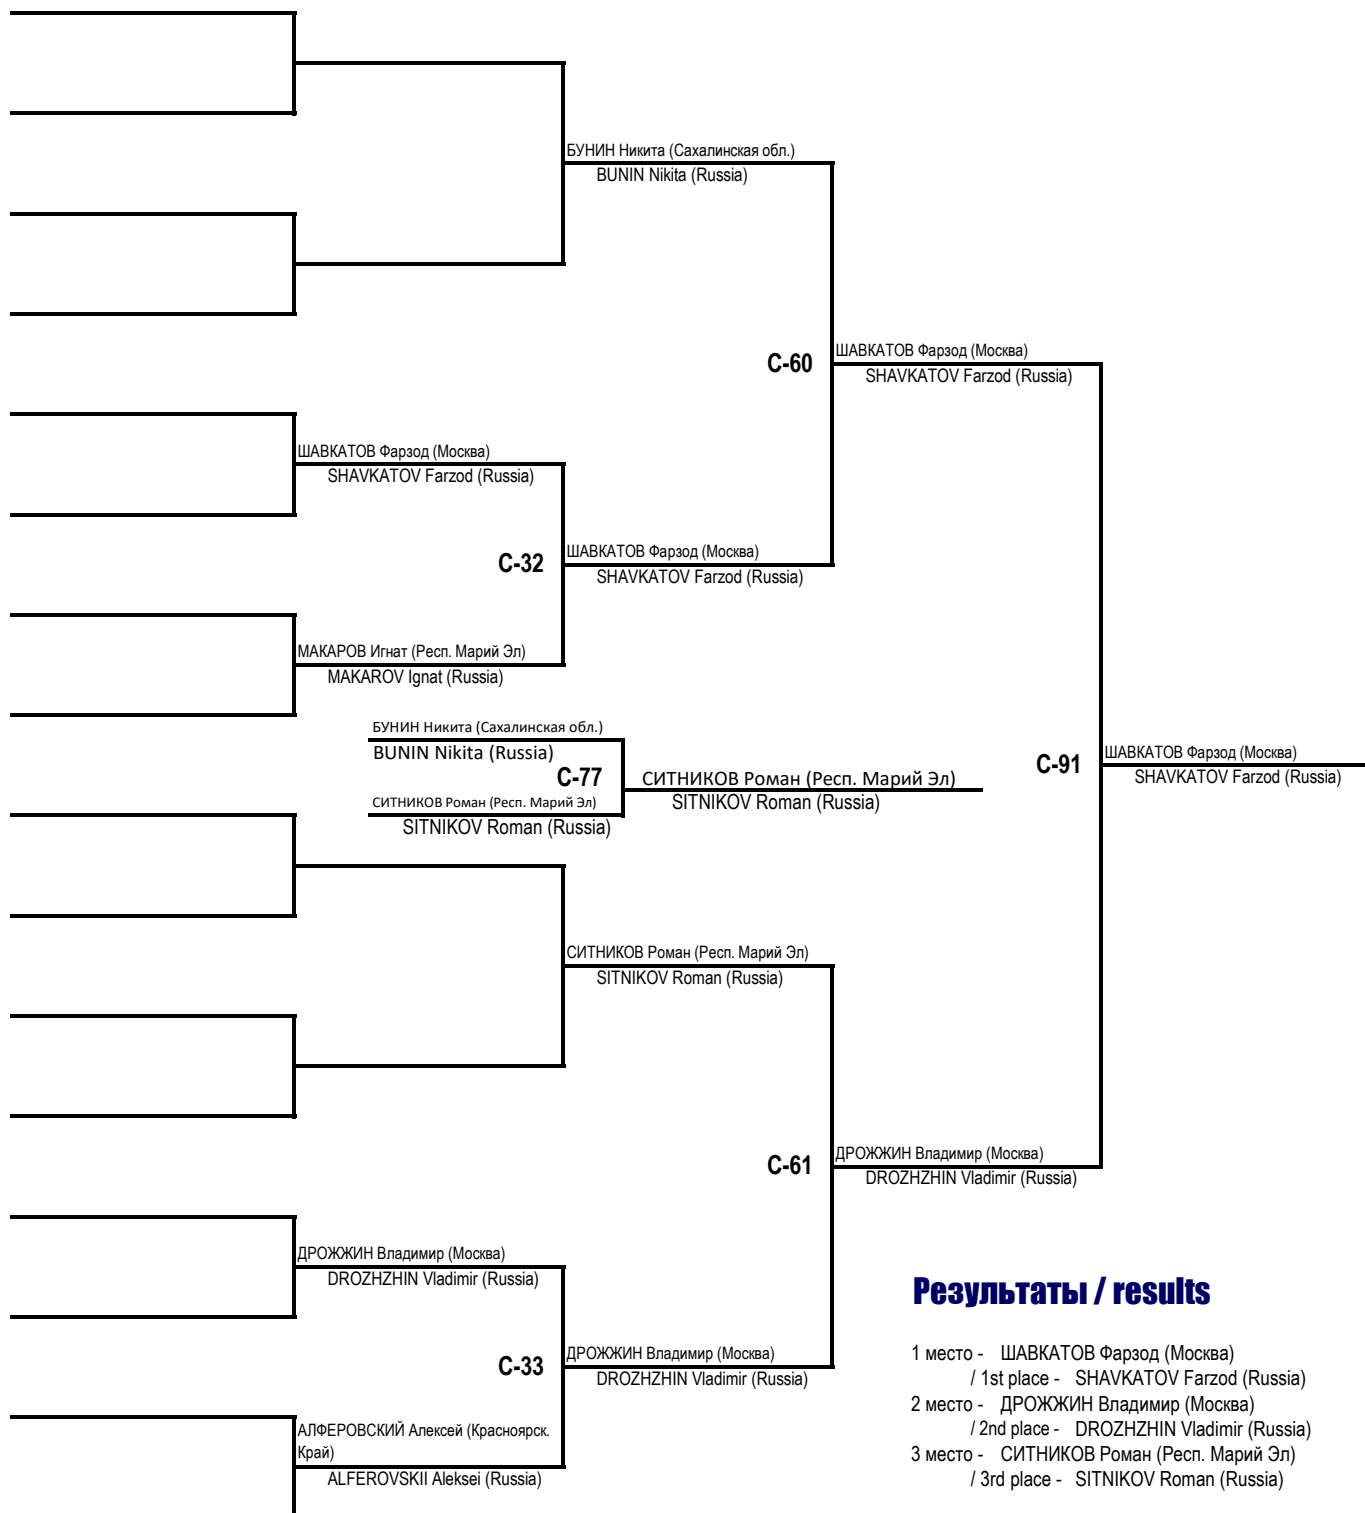 БУНИН Никита (Сахалинская обл.)
BUNIN Nikita (Russia)
C-60
ШАВКАТОВ Фарзод (Москва)
SHAVKATOV Farzod (Russia)
ШАВКАТОВ Фарзод (Москва)
SHAVKATOV Farzod (Russia)
C-32
ШАВКАТОВ Фарзод (Москва)
SHAVKATOV Farzod (Russia)
МАКАРОВ Игнат (Респ. Марий Эл)
MAKAROV Ignat (Russia)
БУНИН Никита (Сахалинская обл.)
BUNIN Nikita (Russia)
C-77
СИТНИКОВ Роман (Респ. Марий Эл)
SITNIKOV Roman (Russia)
СИТНИКОВ Роман (Респ. Марий Эл)
SITNIKOV Roman (Russia)
C-91
ШАВКАТОВ Фарзод (Москва)
SHAVKATOV Farzod (Russia)
СИТНИКОВ Роман (Респ. Марий Эл)
SITNIKOV Roman (Russia)
C-61
ДРОЖЖИН Владимир (Москва)
DROZHZHIN Vladimir (Russia)
ДРОЖЖИН Владимир (Москва)
DROZHZHIN Vladimir (Russia)
C-33
ДРОЖЖИН Владимир (Москва)
DROZHZHIN Vladimir (Russia)
АЛФЕРОВСКИЙ Алексей (Красноярск.
Край)
ALFEROVSKII Aleksei (Russia)
Результаты / results
1 место - ШАВКАТОВ Фарзод (Москва)
/ 1st place - SHAVKATOV Farzod (Russia)
2 место - ДРОЖЖИН Владимир (Москва)
/ 2nd place - DROZHZHIN Vladimir (Russia)
3 место - СИТНИКОВ Роман (Респ. Марий Эл)
/ 3rd place - SITNIKOV Roman (Russia)